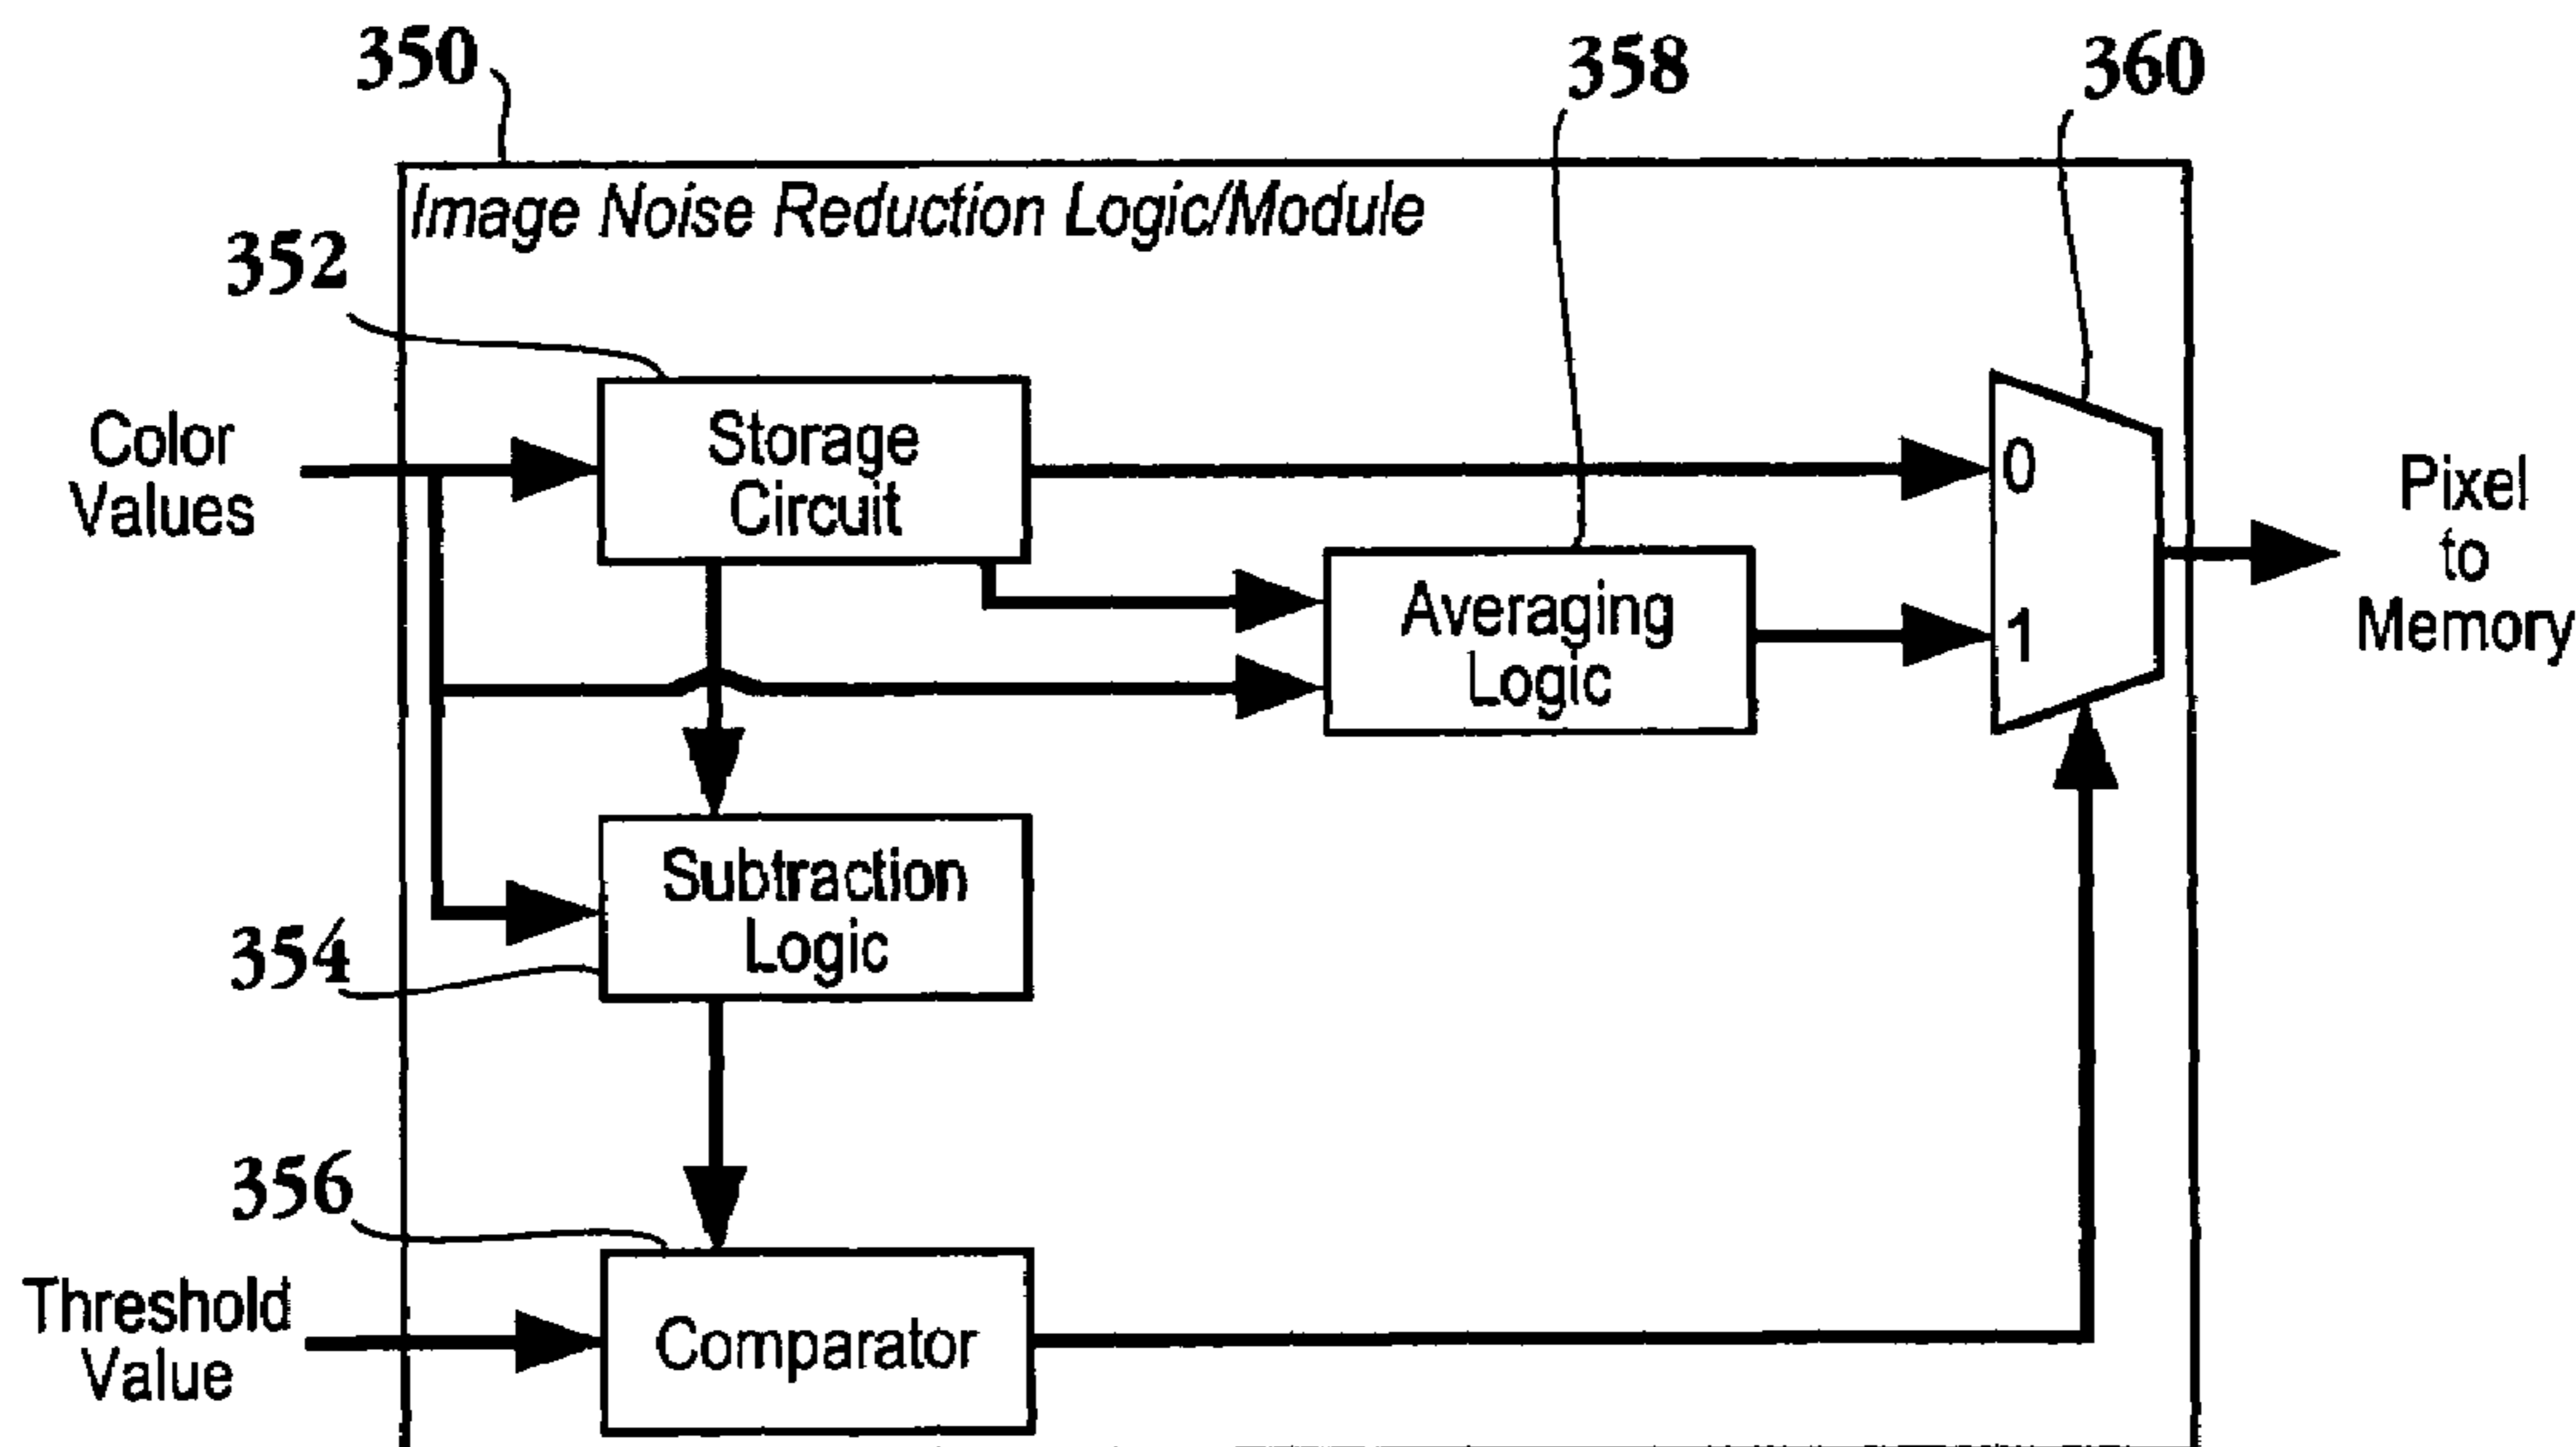 350
358
360
Image Noise Reduction Logic/Module
352
Color
Values
Storage
Circuit
0
Pixel
to
Memory
Averaging
Logic
1
Subtraction
Logic
354
356
Threshold
Value
Comparator